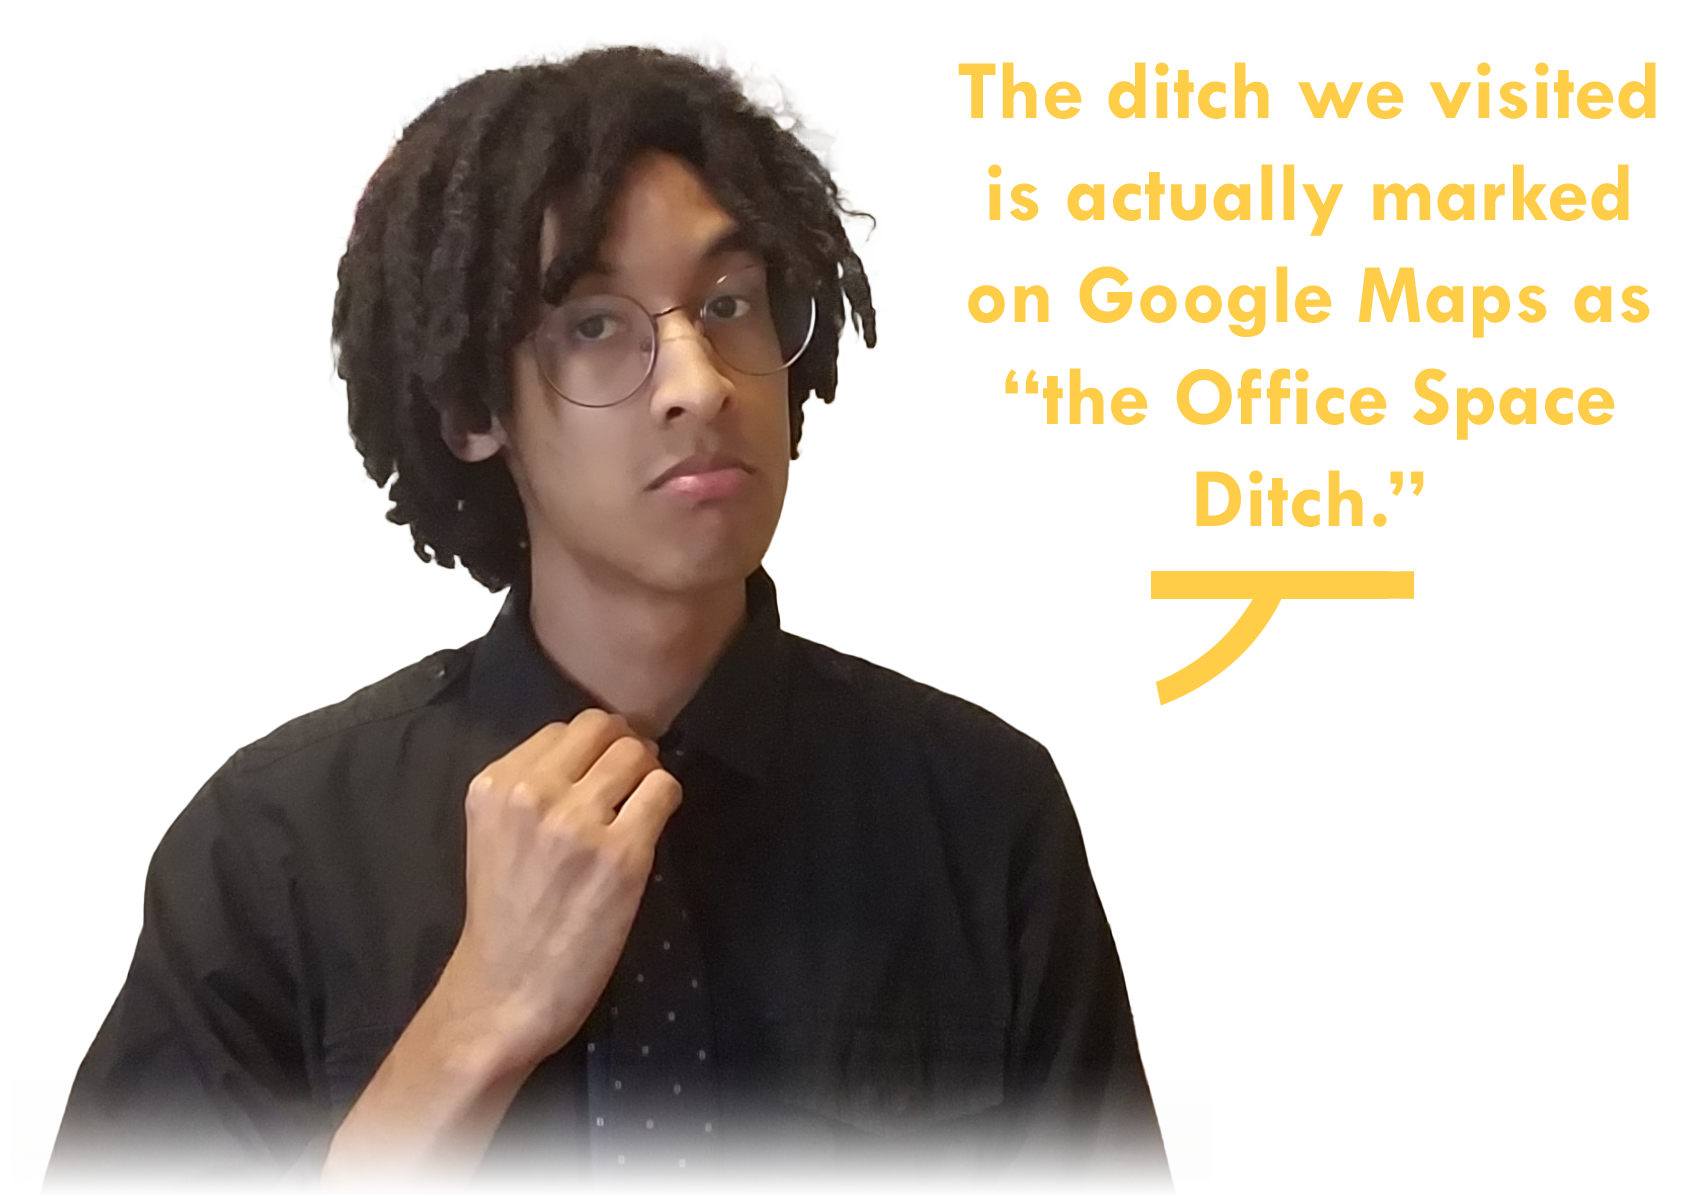 The ditch we visited
is actually marked
on Google Maps as
“the Office Space
Ditch.”